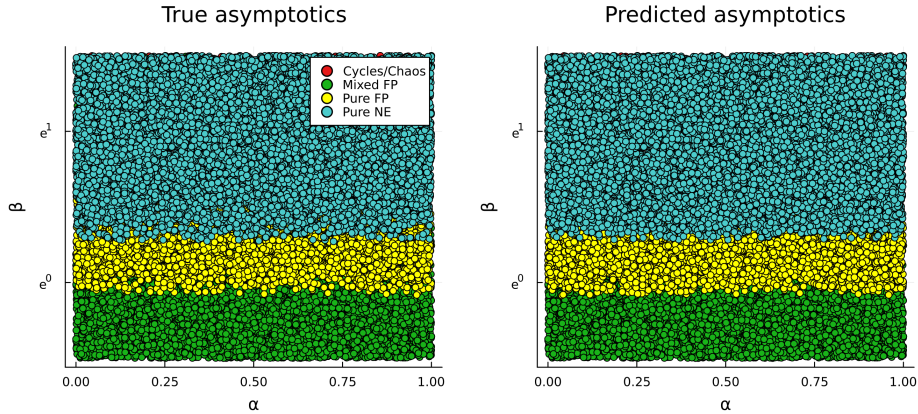 True asymptotics
Predicted asymptotics
Cycles/Chaos
Mixed FP
Pure FP
Pure NE
β
e¹
e⁰
0.00
0.25
0.50
0.75
1.00
α
β
e¹
e⁰
0.00
0.25
0.50
0.75
1.00
α